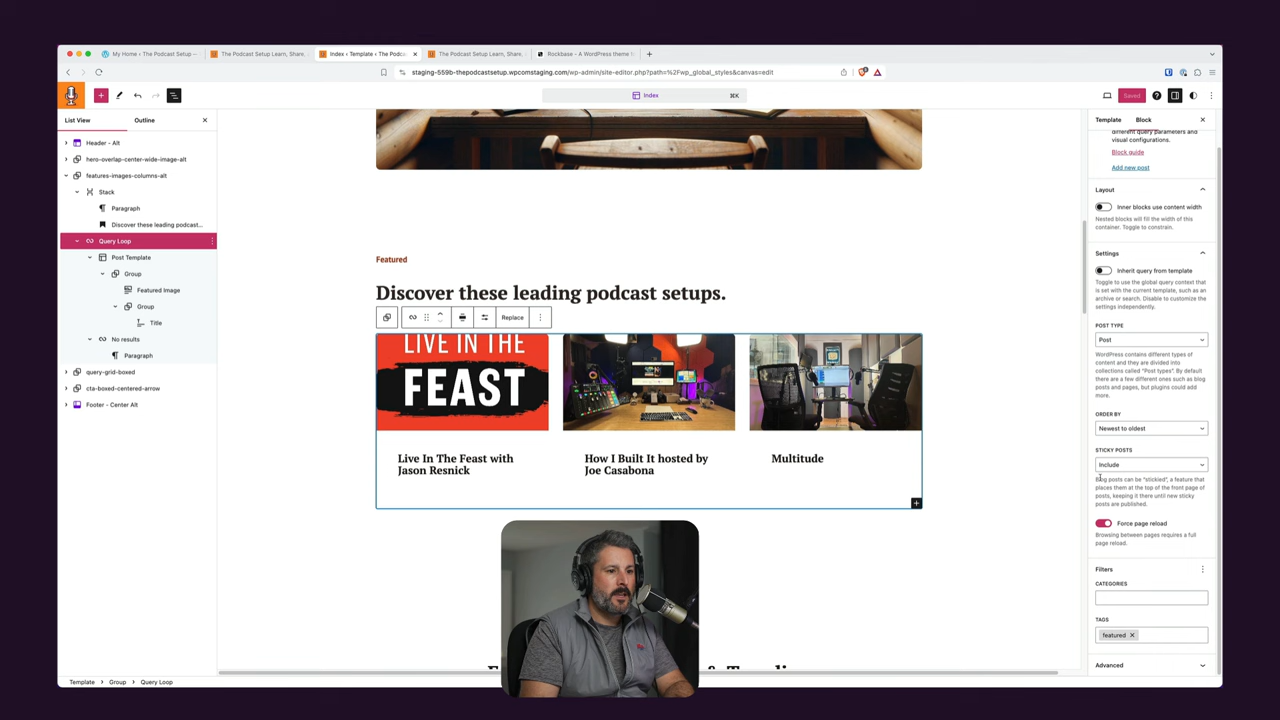 My Home ‹ The Podcast Setup —
The Podcast Setup Learn, Share,
Index ‹ Template ‹ The Podc
The Podcast Setup Learn, Share,
Rockbase – A WordPress theme
staging-559b-thepodcastsetup.wpcomstaging.com/wp-admin/site-editor.php?path=%2Fwp_global_styles&canvas=edit
Index
⌘K
Saved
List View
Outline
Header - Alt
hero-overlap-center-wide-image-alt
features-images-columns-alt
Stack
Paragraph
Discover these leading podcast...
Query Loop
Post Template
Group
Featured Image
Group
Title
No results
Paragraph
query-grid-boxed
cta-boxed-centered-arrow
Footer - Center Alt
Featured
Discover these leading podcast setups.
Replace
LIVE IN THE
FEAST
Live In The Feast with
Jason Resnick
How I Built It hosted by
Joe Casabona
Multitude
Template
Block
different query parameters and
visual configurations.
Block guide
Add new post
Layout
Inner blocks use content width
Nested blocks will fill the width of this
container. Toggle to constrain.
Settings
Inherit query from template
Toggle to use the global query context that
is set with the current template, such as an
archive or search. Disable to customize the
settings independently.
POST TYPE
Post
WordPress contains different types of
content and they are divided into
collections called "Post types". By default
there are a few different ones such as blog
posts and pages, but plugins could add
more.
ORDER BY
Newest to oldest
STICKY POSTS
Include
Blog posts can be "stickied", a feature that
places them at the top of the front page of
posts, keeping it there until new sticky
posts are published.
Force page reload
Browsing between pages requires a full
page reload.
Filters
CATEGORIES
TAGS
featured
Advanced
Template › Group › Query Loop